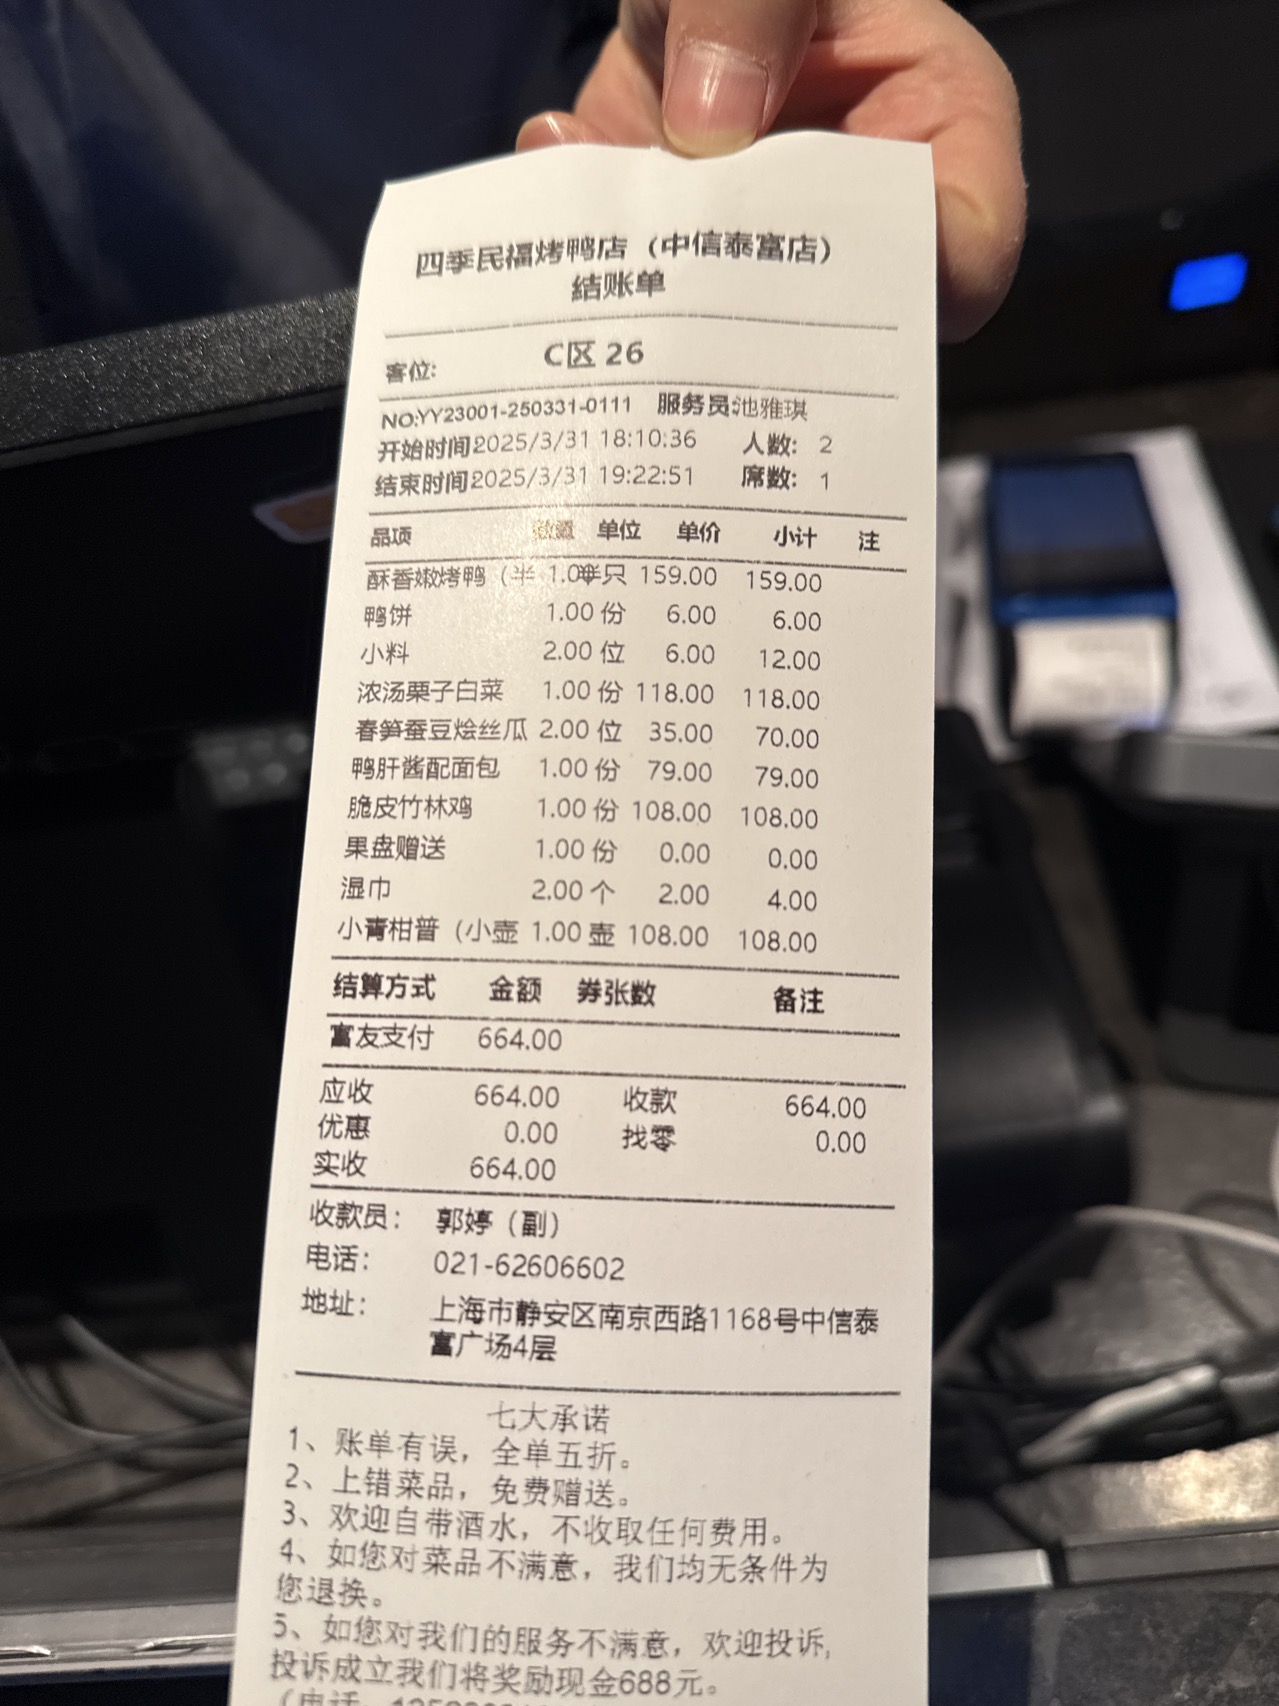 四季民福烤鸭店（中信泰富店）
结账单
客位: C区 26
NO:YY23001-250331-0111 服务员:池雅琪
开始时间:2025/3/31 18:10:36 人数: 2
结束时间:2025/3/31 19:22:51 席数: 1
品项 数量 单位 单价 小计 注
酥香嫩烤鸭（半 1.00半只 159.00 159.00
鸭饼 1.00 份 6.00 6.00
小料 2.00 位 6.00 12.00
浓汤栗子白菜 1.00 份 118.00 118.00
春笋蚕豆烩丝瓜 2.00 位 35.00 70.00
鸭肝酱配面包 1.00 份 79.00 79.00
脆皮竹林鸡 1.00 份 108.00 108.00
果盘赠送 1.00 份 0.00 0.00
湿巾 2.00 个 2.00 4.00
小青柑普（小壶 1.00 壶 108.00 108.00
结算方式 金额 券张数 备注
富友支付 664.00
应收 664.00 收款 664.00
优惠 0.00 找零 0.00
实收 664.00
收款员： 郭婷（副）
电话： 021-62606602
地址： 上海市静安区南京西路1168号中信泰
富广场4层
七大承诺
1、账单有误，全单五折。
2、上错菜品，免费赠送。
3、欢迎自带酒水，不收取任何费用。
4、如您对菜品不满意，我们均无条件为
您退换。
5、如您对我们的服务不满意，欢迎投诉,
投诉成立我们将奖励现金688元。
（电话：